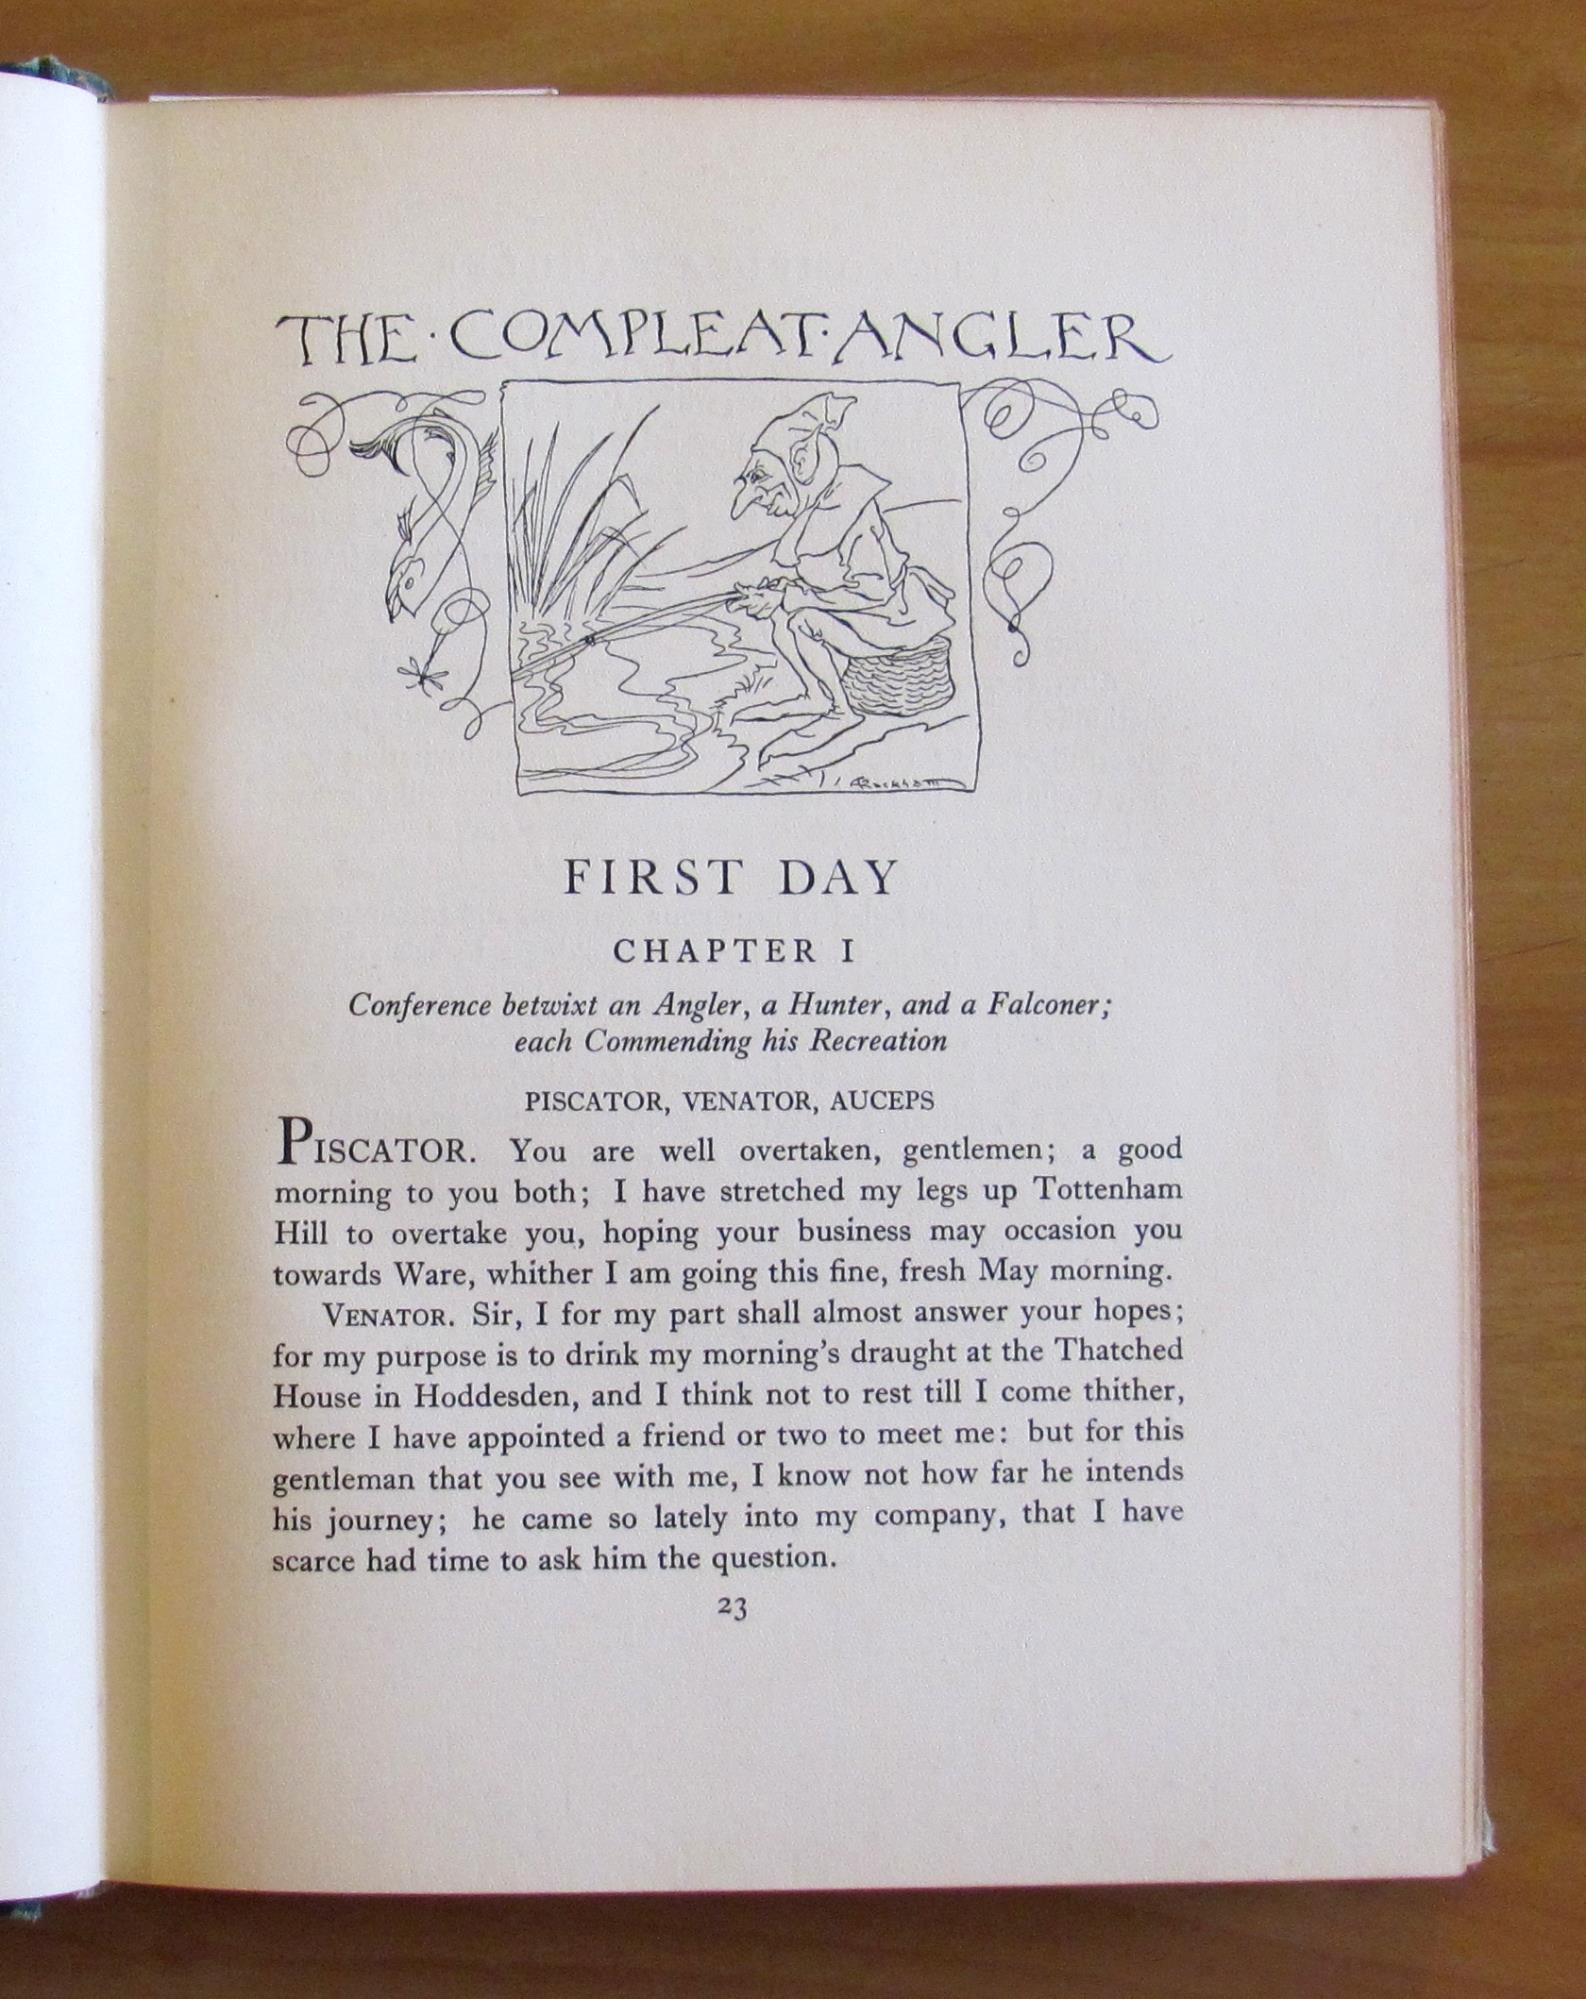 THE·COMPLEAT·ANGLER
ARackham
FIRST DAY
CHAPTER I
Conference betwixt an Angler, a Hunter, and a Falconer;
each Commending his Recreation
PISCATOR, VENATOR, AUCEPS
PISCATOR. You are well overtaken, gentlemen; a good
morning to you both; I have stretched my legs up Tottenham
Hill to overtake you, hoping your business may occasion you
towards Ware, whither I am going this fine, fresh May morning.
VENATOR. Sir, I for my part shall almost answer your hopes;
for my purpose is to drink my morning's draught at the Thatched
House in Hoddesden, and I think not to rest till I come thither,
where I have appointed a friend or two to meet me: but for this
gentleman that you see with me, I know not how far he intends
his journey; he came so lately into my company, that I have
scarce had time to ask him the question.
23